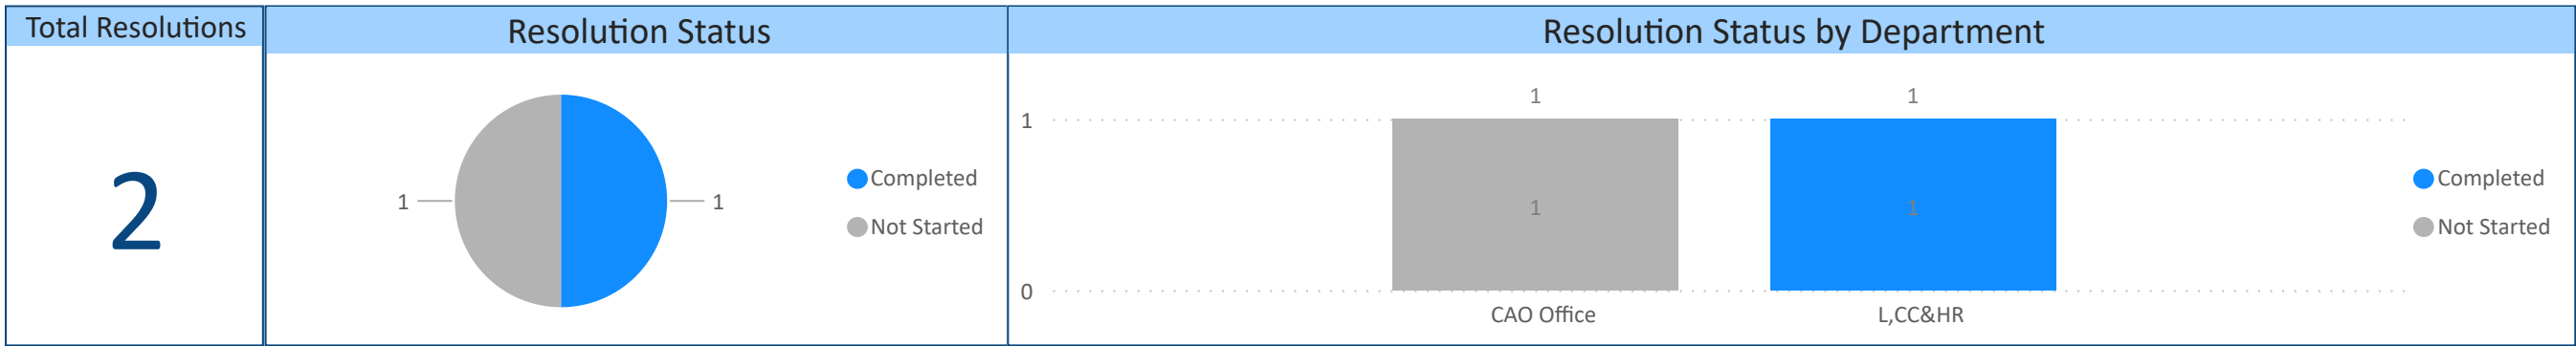 Total Resolutions
2
Resolution Status
1
1
Completed
Not Started
Resolution Status by Department
1
0
1
1
1
1
CAO Office
L,CC&HR
Completed
Not Started